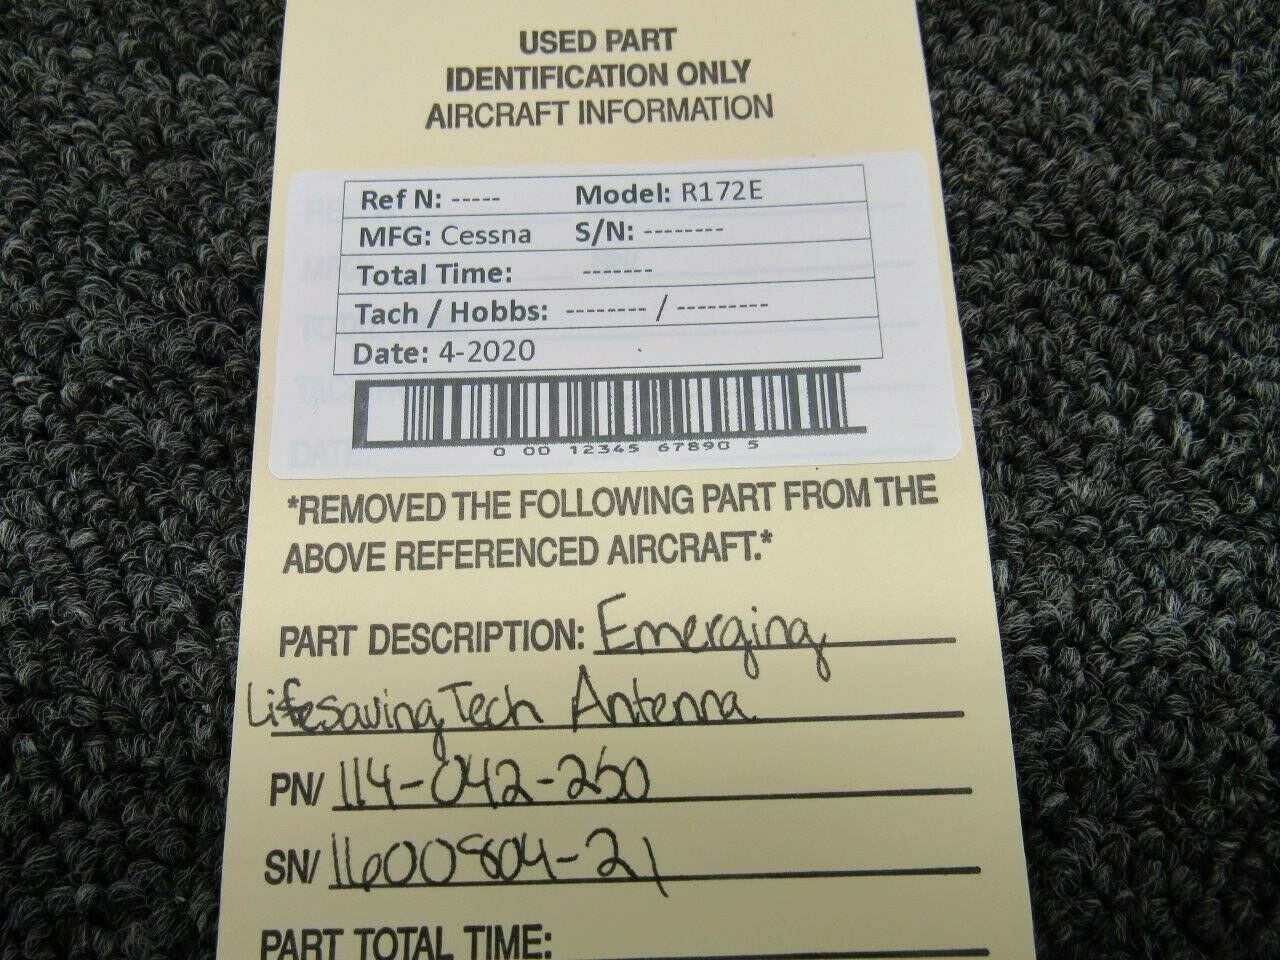 USED PART
IDENTIFICATION ONLY
AIRCRAFT INFORMATION
Ref N: ----- Model: R172E
MFG: Cessna S/N: --------
Total Time: -------
Tach / Hobbs: -------- / ---------
Date: 4-2020
0 00 12345 67890 5
*REMOVED THE FOLLOWING PART FROM THE
ABOVE REFERENCED AIRCRAFT.*
PART DESCRIPTION: Emerging
Lifesaving Tech Antenna
PN/ 114-042-250
SN/ 11600804-21
PART TOTAL TIME: